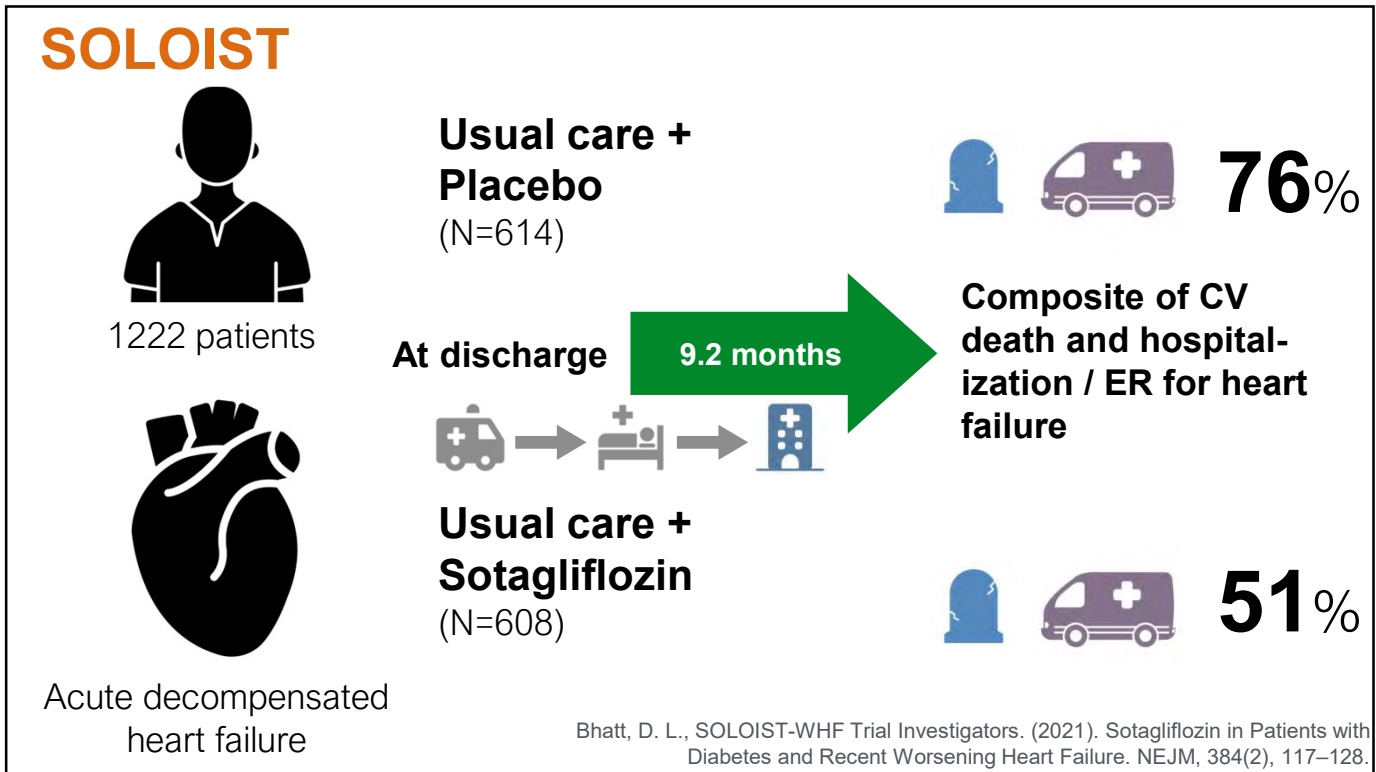 SOLOIST
1222 patients
Acute decompensated
heart failure
Usual care +
Placebo
(N=614)
At discharge
9.2 months
Usual care +
Sotagliflozin
(N=608)
76%
Composite of CV
death and hospital-
ization / ER for heart
failure
51%
Bhatt, D. L., SOLOIST-WHF Trial Investigators. (2021). Sotagliflozin in Patients with
Diabetes and Recent Worsening Heart Failure. NEJM, 384(2), 117–128.